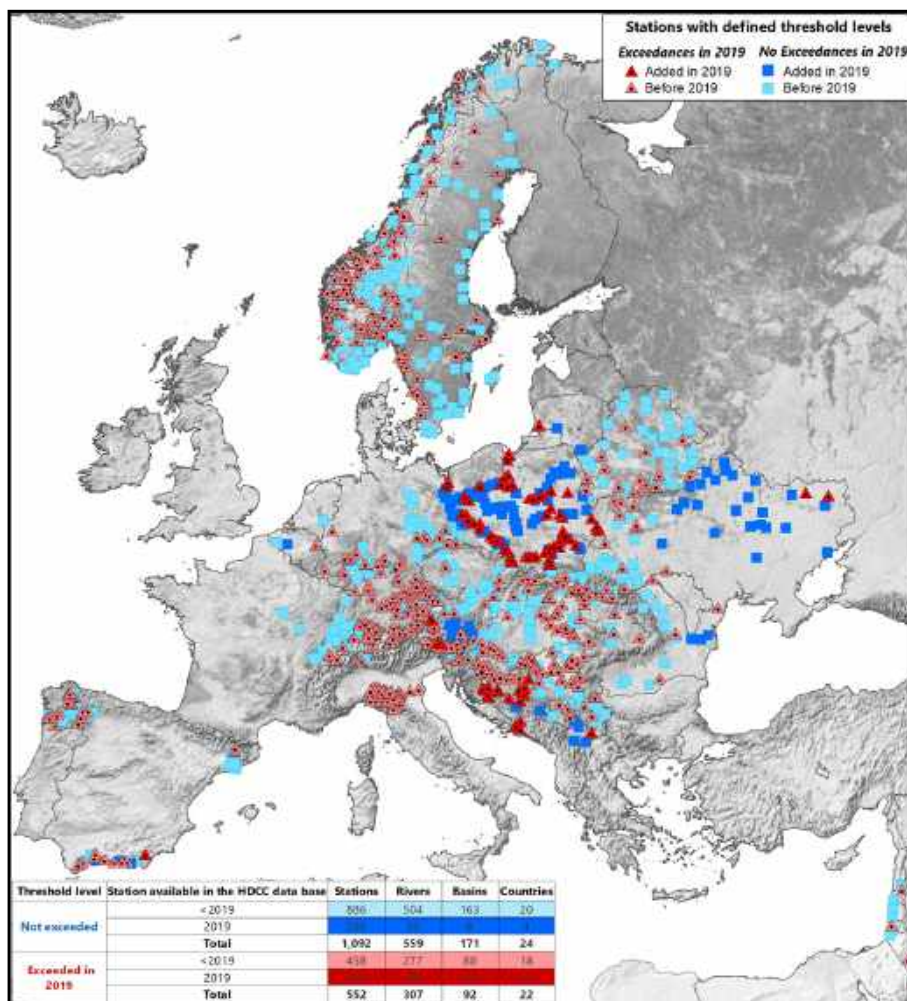 Stations with defined threshold levels
Exceedances in 2019 No Exceedances in 2019
Added in 2019 Added in 2019
Before 2019 Before 2019
Threshold level Station available in the HDCC data base Stations Rivers Basins Countries
Not exceeded
<2019 886 504 163 20
2019
Total 1,092 559 171 24
Exceeded in 2019
<2019 458 277 88 18
2019
Total 552 307 92 22